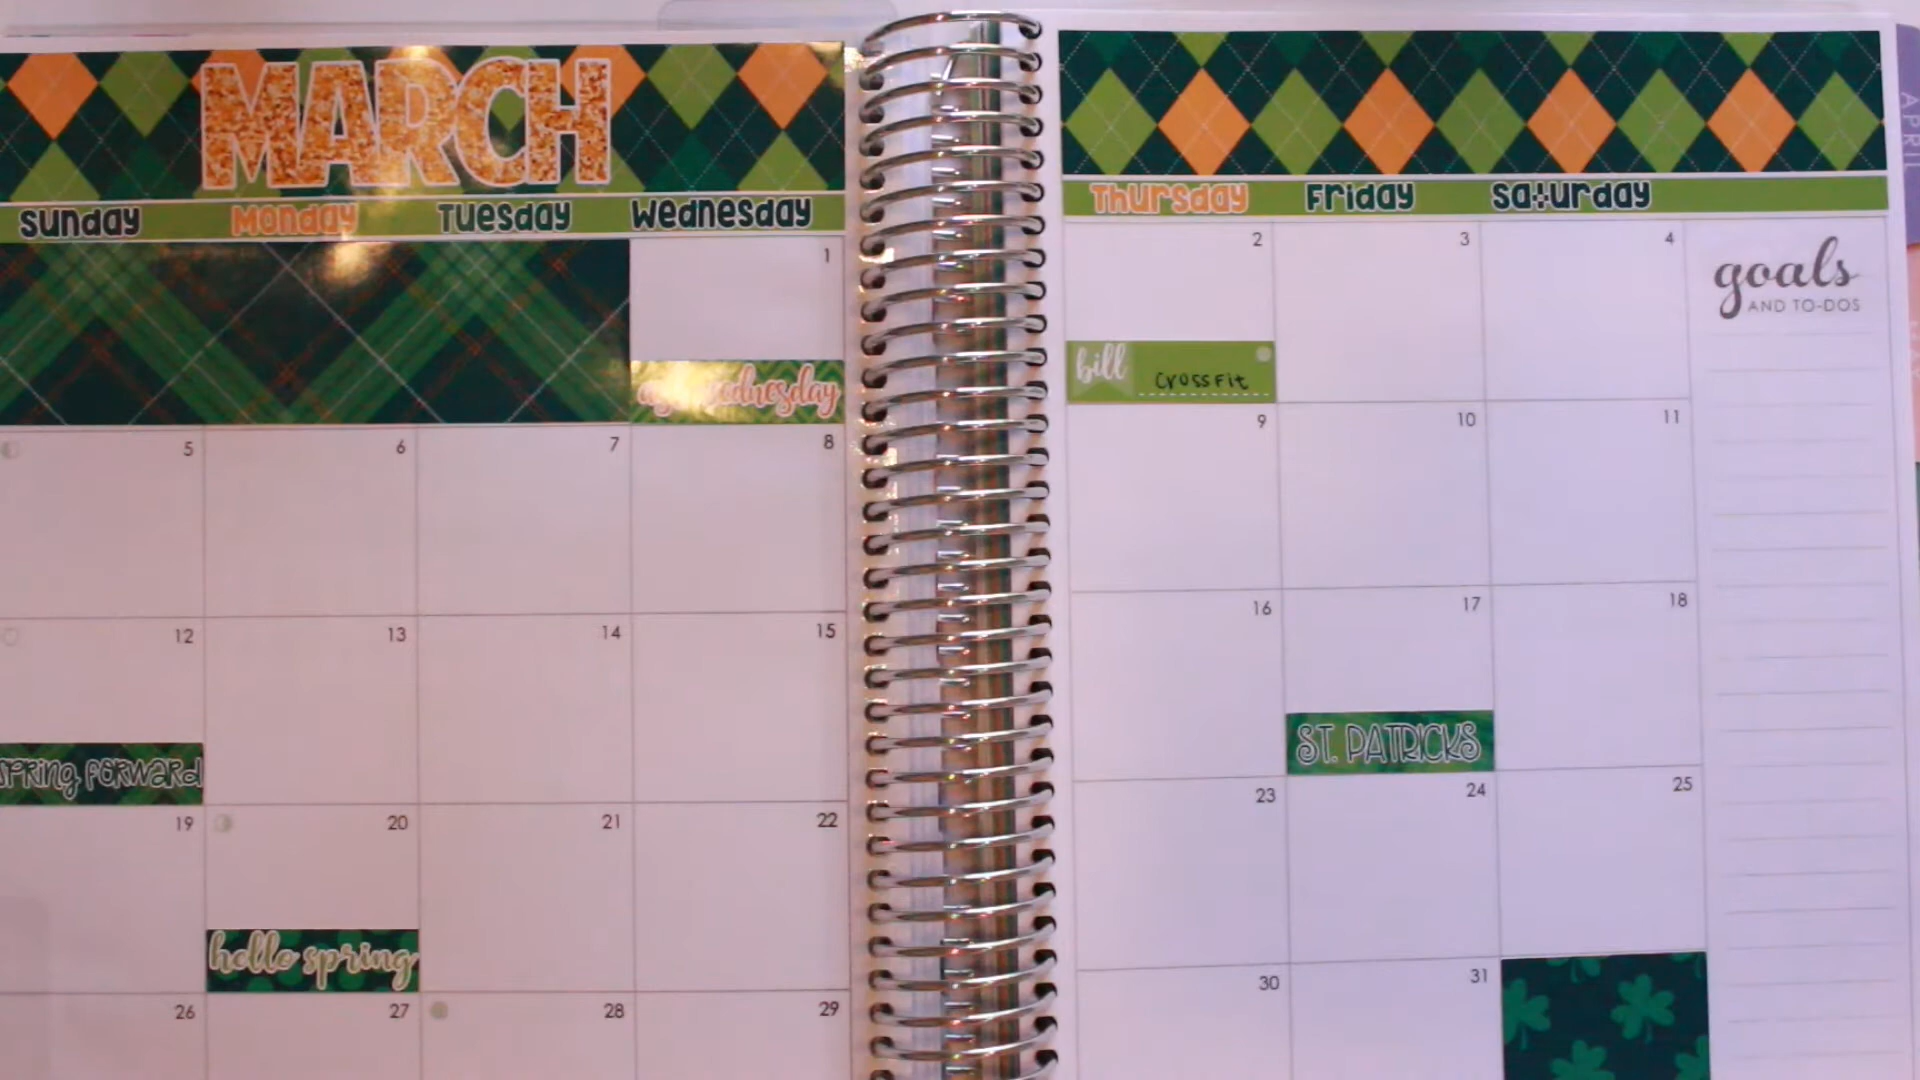 MARCH
Sunday Monday Tuesday Wednesday Thursday Friday Saturday
1 2 3 4
goals
AND TO-DOS
ash wednesday
bill crossfit
5 6 7 8 9 10 11
12 13 14 15 16 17 18
SPRING FORWARD
ST. PATRICKS
19 20 21 22 23 24 25
hello spring
26 27 28 29 30 31
APRIL